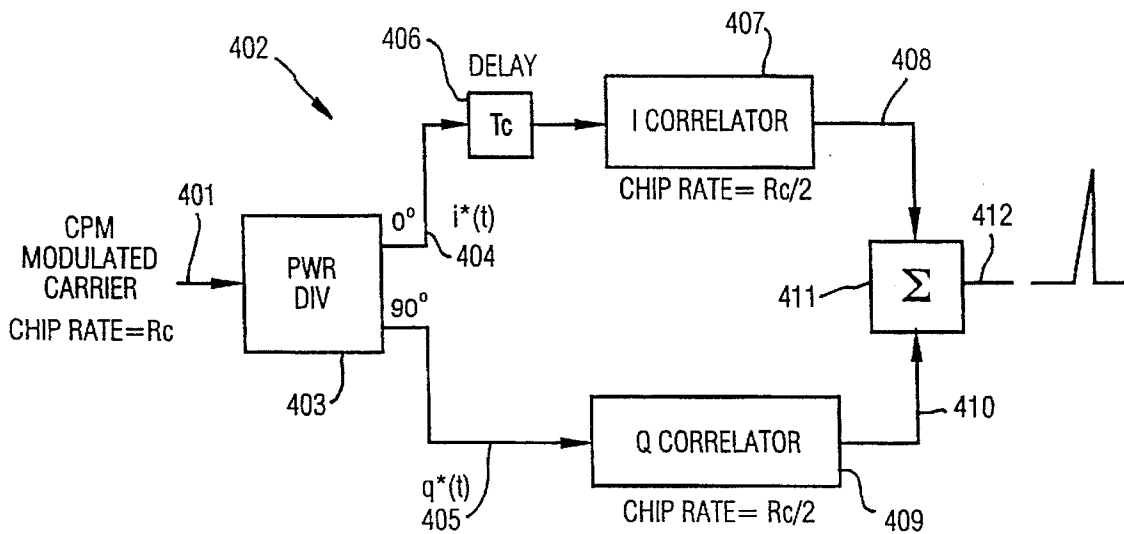 402
406
DELAY
Tc
407
I CORRELATOR
CHIP RATE= Rc/2
408
401
CPM
MODULATED
CARRIER
CHIP RATE=Rc
PWR
DIV
403
0°
i*(t)
404
90°
q*(t)
405
Q CORRELATOR
CHIP RATE= Rc/2
409
410
411
Σ
412